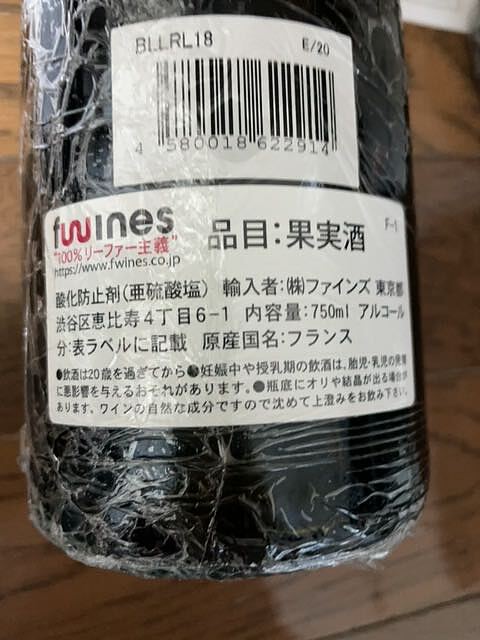 BLLRL18 E/20
4 580018 622914
fwines
"100%リーファー主義"
https://www.fwines.co.jp
品目:果実酒
F-1
酸化防止剤(亜硫酸塩) 輸入者:㈱ファインズ 東京都
渋谷区恵比寿4丁目6-1 内容量:750ml アルコール
分:表ラベルに記載 原産国名:フランス
●飲酒は20歳を過ぎてから●妊娠中や授乳期の飲酒は、胎児・乳児の発育
に悪影響を与えるおそれがあります。●瓶底にオリや結晶が出る場合が
あります。ワインの自然な成分ですので沈めて上澄みをお飲み下さい。